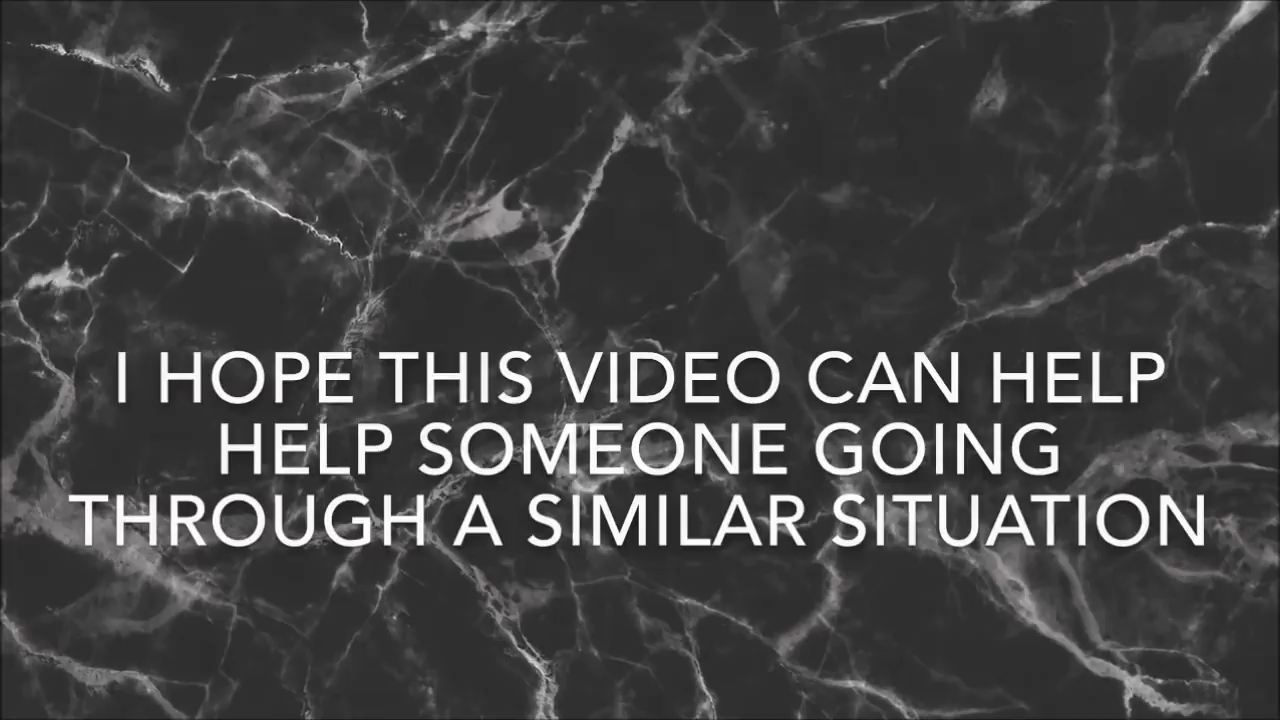 I HOPE THIS VIDEO CAN HELP
HELP SOMEONE GOING
THROUGH A SIMILAR SITUATION